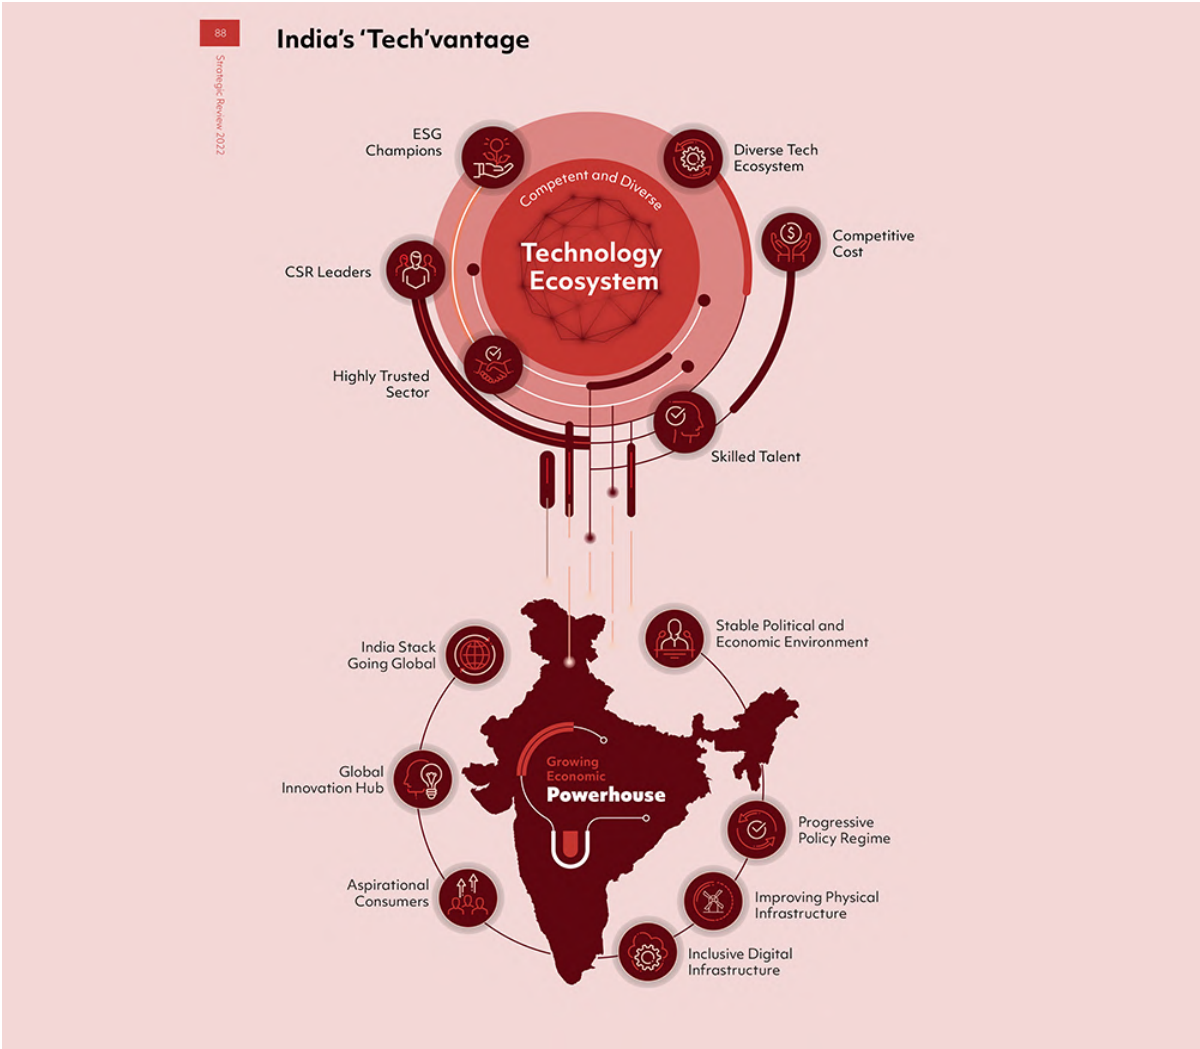 88
Strategic Review 2022
India's ‘Tech’vantage
ESG
Champions
Diverse Tech
Ecosystem
Competent and Diverse
Technology
Ecosystem
Competitive
Cost
CSR Leaders
Highly Trusted
Sector
Skilled Talent
India Stack
Going Global
Stable Political and
Economic Environment
Growing
Economic
Powerhouse
Global
Innovation Hub
Progressive
Policy Regime
Aspirational
Consumers
Improving Physical
Infrastructure
Inclusive Digital
Infrastructure